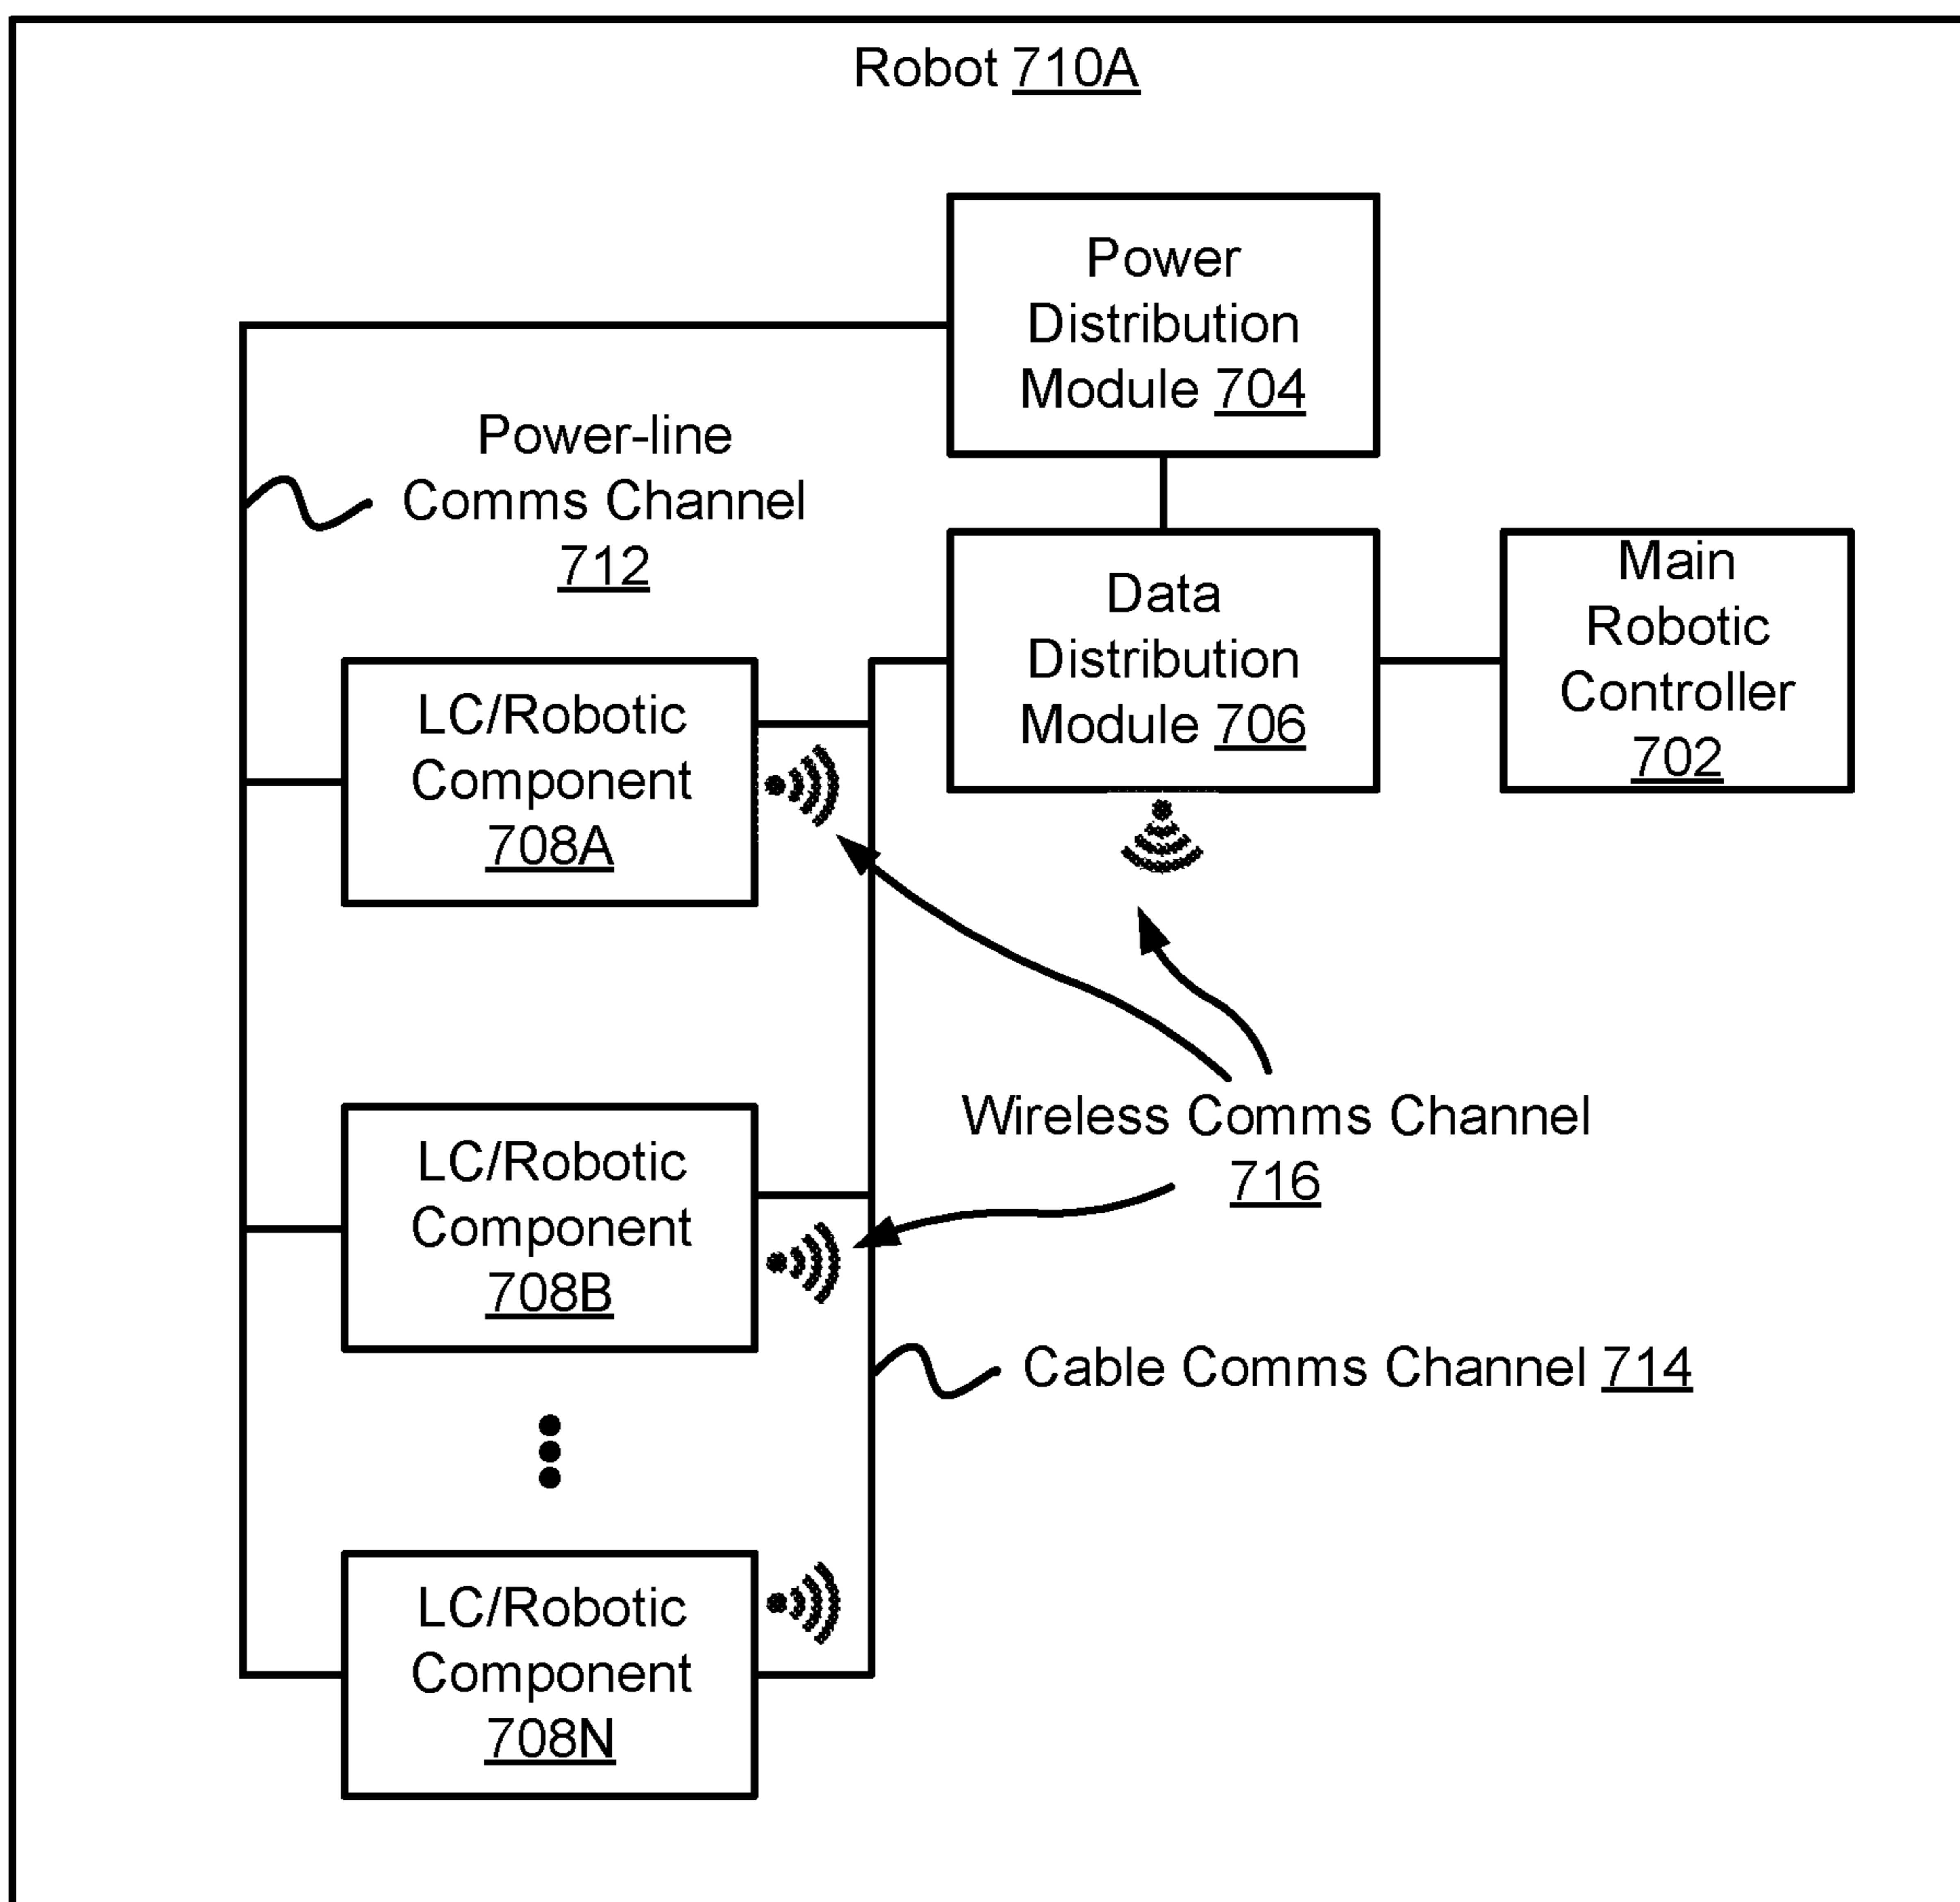 Robot 710A
Power
Distribution
Module 704
Power-line
Comms Channel
712
Data
Distribution
Module 706
Main
Robotic
Controller
702
LC/Robotic
Component
708A
Wireless Comms Channel
716
LC/Robotic
Component
708B
Cable Comms Channel 714
LC/Robotic
Component
708N